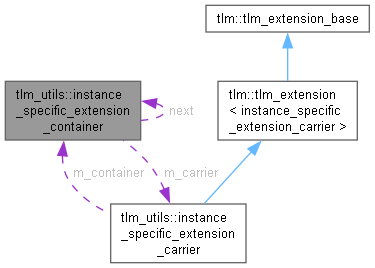 tlm::tlm_extension_base
tlm_utils::instance
_specific_extension
_container
next
tlm::tlm_extension
< instance_specific
_extension_carrier >
m_container
m_carrier
tlm_utils::instance
_specific_extension
_carrier